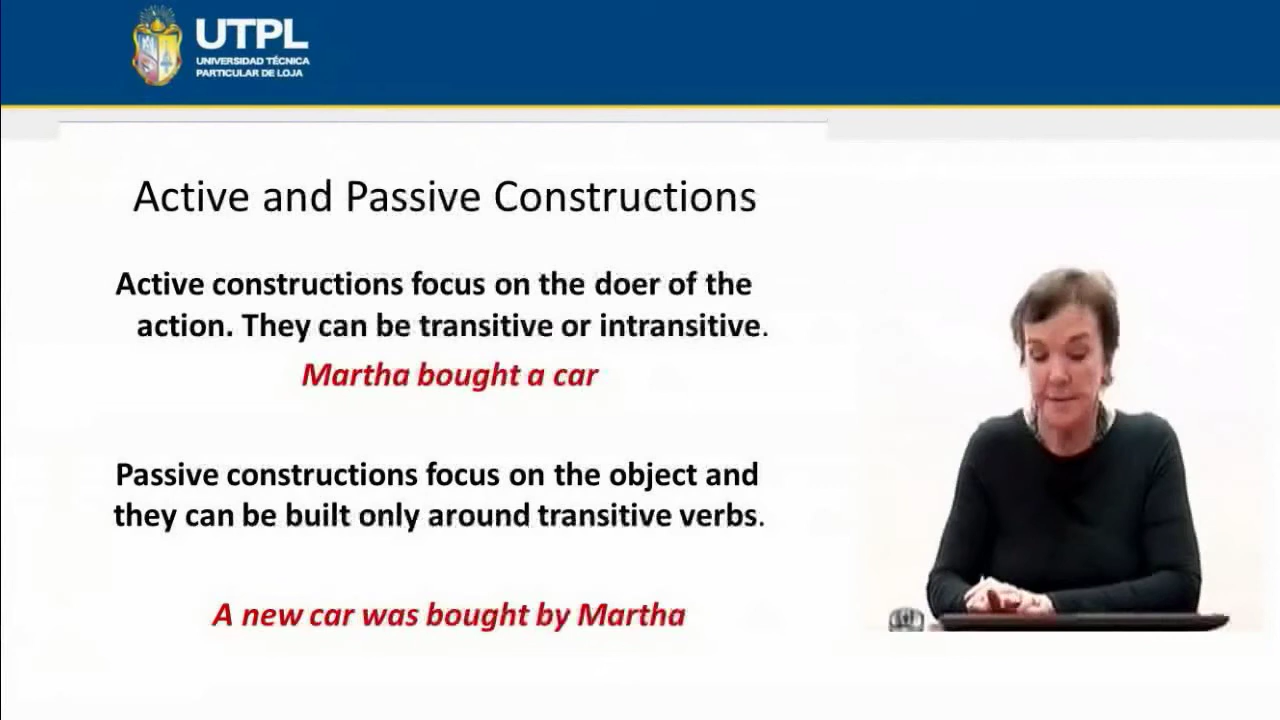 UTPL
UNIVERSIDAD TÉCNICA
PARTICULAR DE LOJA
Active and Passive Constructions
Active constructions focus on the doer of the
action. They can be transitive or intransitive.
Martha bought a car
Passive constructions focus on the object and
they can be built only around transitive verbs.
A new car was bought by Martha